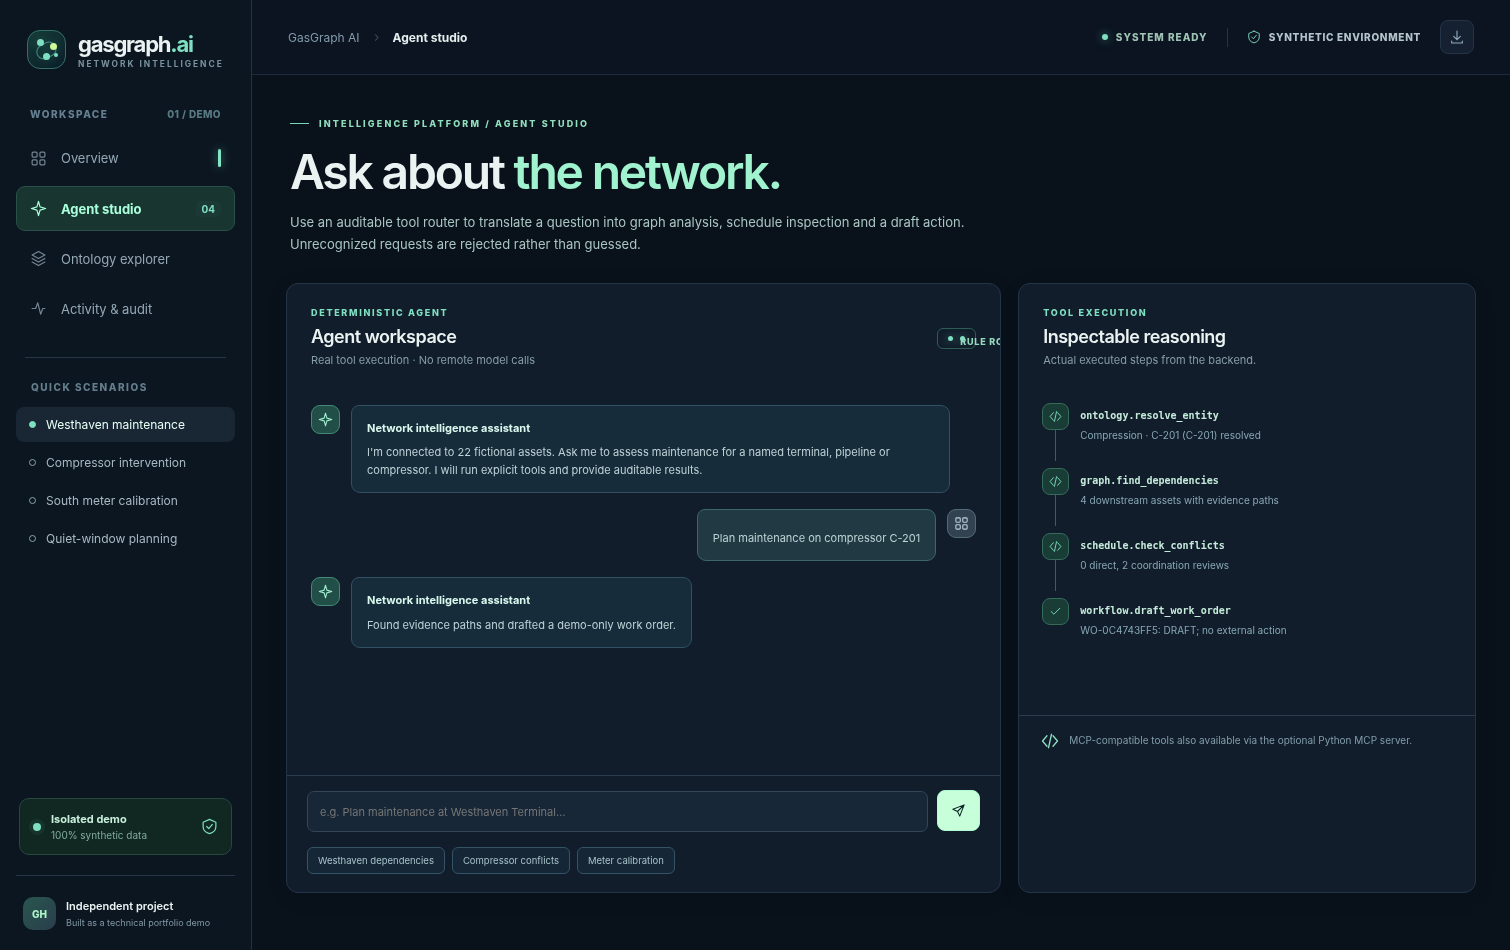 gasgraph.ai
NETWORK INTELLIGENCE
WORKSPACE 01 / DEMO
Overview
Agent studio 04
Ontology explorer
Activity & audit
QUICK SCENARIOS
Westhaven maintenance
Compressor intervention
South meter calibration
Quiet-window planning
Isolated demo
100% synthetic data
GH
Independent project
Built as a technical portfolio demo
GasGraph AI > Agent studio
SYSTEM READY
SYNTHETIC ENVIRONMENT
INTELLIGENCE PLATFORM / AGENT STUDIO
Ask about the network.
Use an auditable tool router to translate a question into graph analysis, schedule inspection and a draft action.
Unrecognized requests are rejected rather than guessed.
DETERMINISTIC AGENT
Agent workspace
Real tool execution · No remote model calls
RULE
Network intelligence assistant
I'm connected to 22 fictional assets. Ask me to assess maintenance for a named terminal, pipeline or
compressor. I will run explicit tools and provide auditable results.
Plan maintenance on compressor C-201
Network intelligence assistant
Found evidence paths and drafted a demo-only work order.
e.g. Plan maintenance at Westhaven Terminal...
Westhaven dependencies
Compressor conflicts
Meter calibration
TOOL EXECUTION
Inspectable reasoning
Actual executed steps from the backend.
ontology.resolve_entity
Compression · C-201 (C-201) resolved
graph.find_dependencies
4 downstream assets with evidence paths
schedule.check_conflicts
0 direct, 2 coordination reviews
workflow.draft_work_order
WO-0C4743FF5: DRAFT; no external action
MCP-compatible tools also available via the optional Python MCP server.